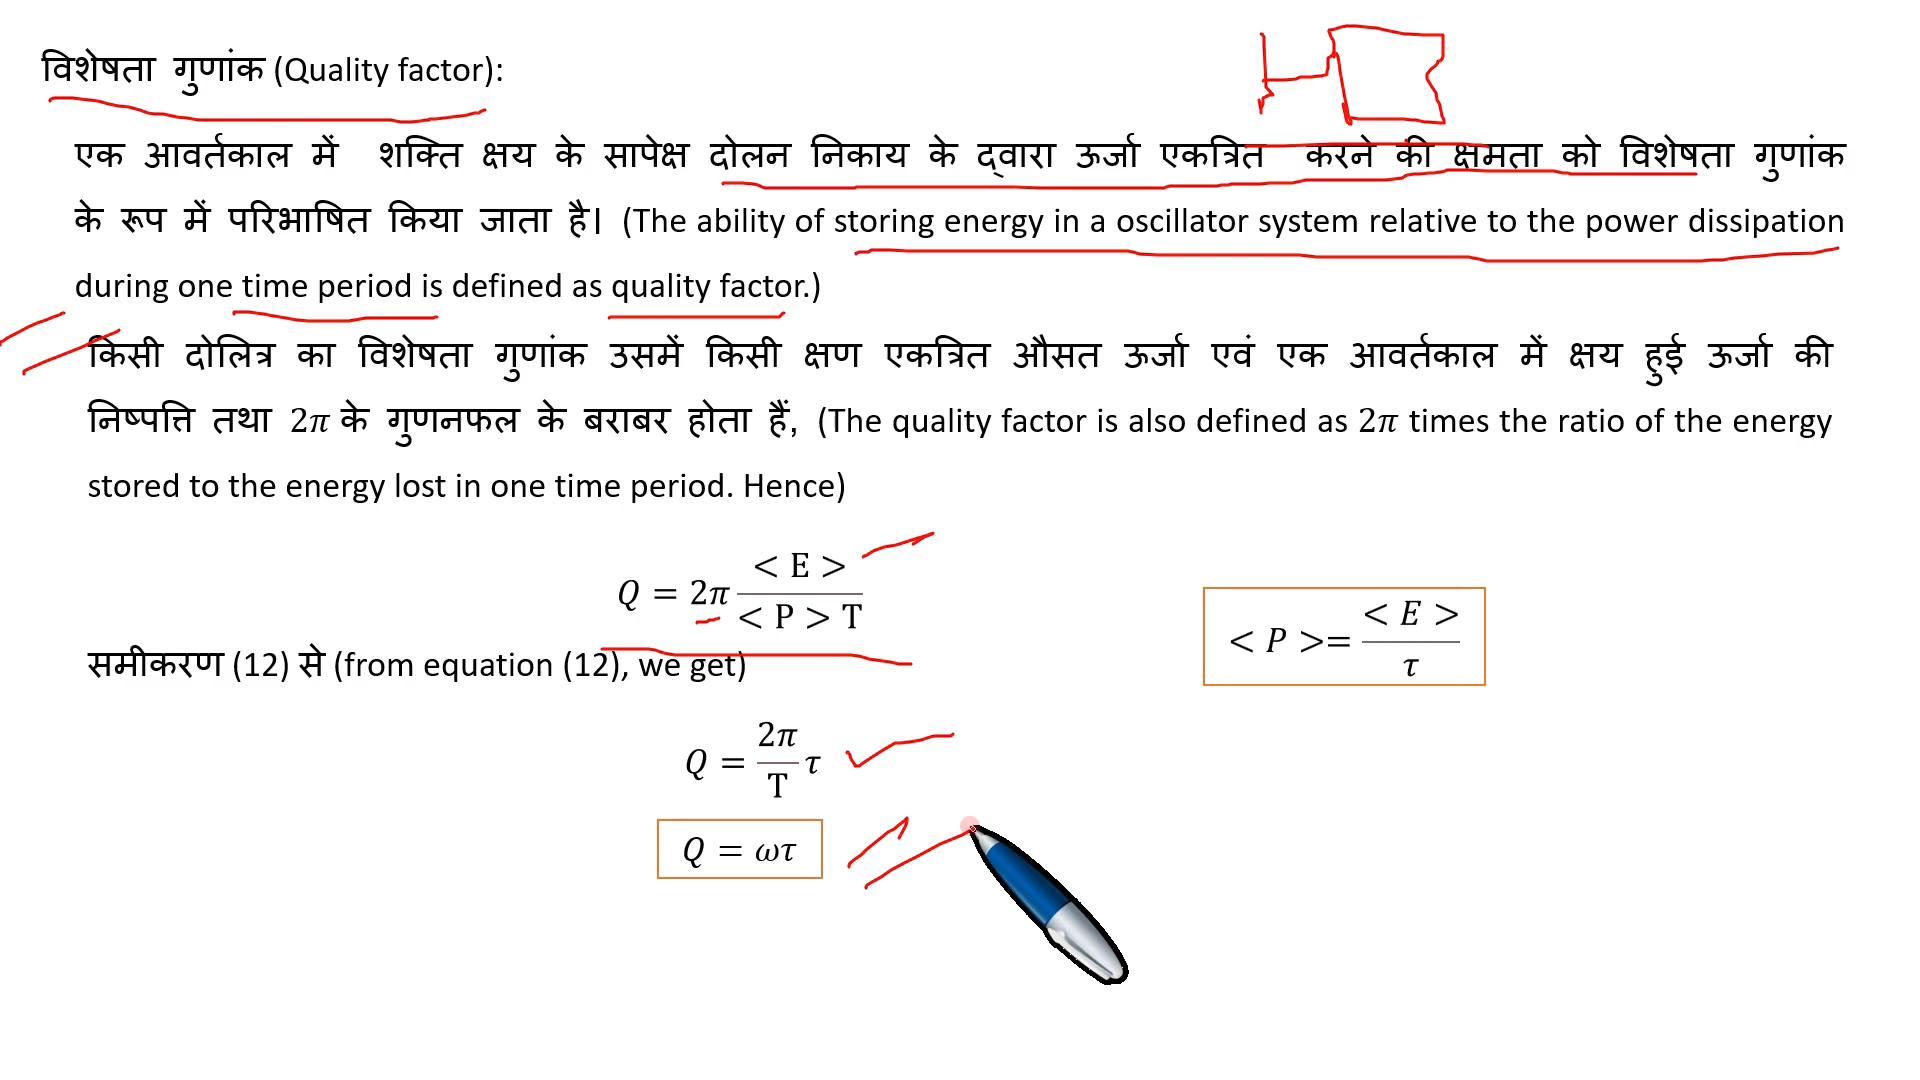 विशेषता गुणांक (Quality factor):
एक आवर्तकाल में शक्ति क्षय के सापेक्ष दोलन निकाय के द्वारा ऊर्जा एकत्रित करने की क्षमता को विशेषता गुणांक
के रूप में परिभाषित किया जाता है। (The ability of storing energy in a oscillator system relative to the power dissipation
during one time period is defined as quality factor.)
किसी दोलित्र का विशेषता गुणांक उसमें किसी क्षण एकत्रित औसत ऊर्जा एवं एक आवर्तकाल में क्षय हुई ऊर्जा की
निष्पत्ति तथा 2π के गुणनफल के बराबर होता हैं, (The quality factor is also defined as 2π times the ratio of the energy
stored to the energy lost in one time period. Hence)
Q = 2π < E > / < P > T
< P >= < E > / τ
समीकरण (12) से (from equation (12), we get)
Q = 2π / T τ
Q = ωτ